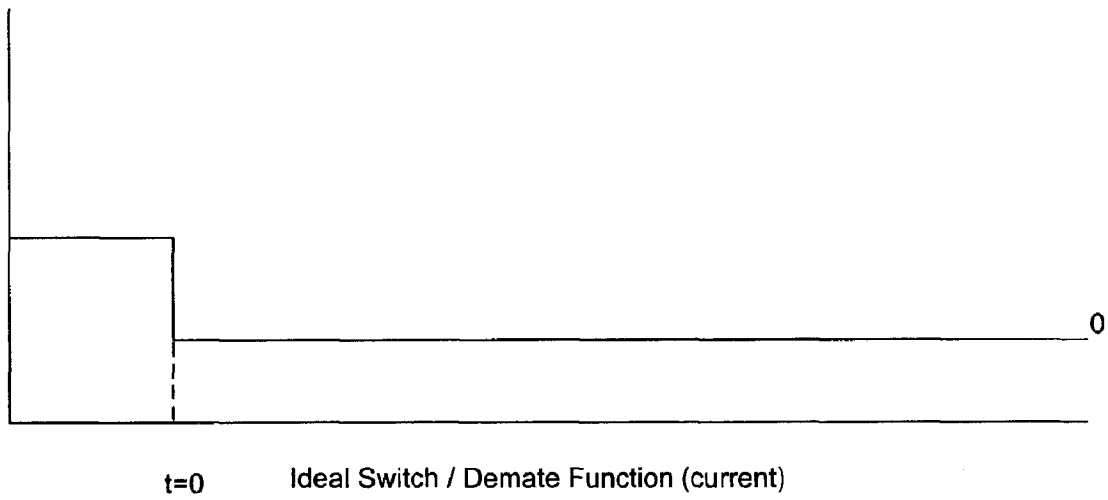 0
t=0 Ideal Switch / Demate Function (current)